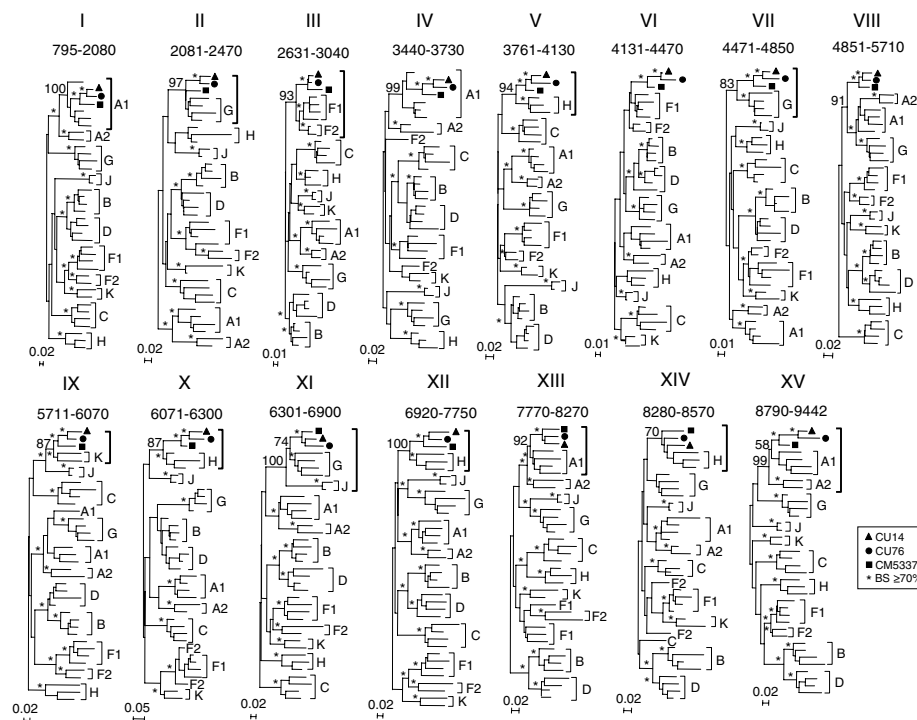 I II III IV V VI VII VIII
795-2080 2081-2470 2631-3040 3440-3730 3761-4130 4131-4470 4471-4850 4851-5710
100 A1 A2 G J B D F1 F2 K C H 0.02
97 G H J B D F1 F2 K C A1 A2 0.02
93 F1 F2 C H J K A1 A2 G D B 0.01
99 A1 A2 F2 C B D F1 F2 K J G H 0.02
94 H C A1 A2 G F1 K J B D 0.02
F1 F2 B D G A1 A2 H J C K 0.01
83 G J H C B D F2 F1 K A2 A1 0.02
91 A2 A1 G F1 F2 J K B D H C 0.02
IX X XI XII XIII XIV XV
5711-6070 6071-6300 6301-6900 6920-7750 7770-8270 8280-8570 8790-9442
87 K J C A1 G A1 A2 D B F1 F2 H 0.02
87 H J G B D A1 A2 C F2 F1 F2 K 0.05
74 100 G J A1 A2 B D F1 F2 K H C 0.02
100 H J G A1 A2 B D C F1 F2 K 0.02
92 A1 A2 J G C H K F1 F2 F1 B D 0.02
70 H G J A1 A2 C F2 F1 K F2 C B D 0.02
58 99 A1 A2 G J K C H F1 F2 B D 0.02
▲ CU14
● CU76
■ CM5337
* BS ≥70%